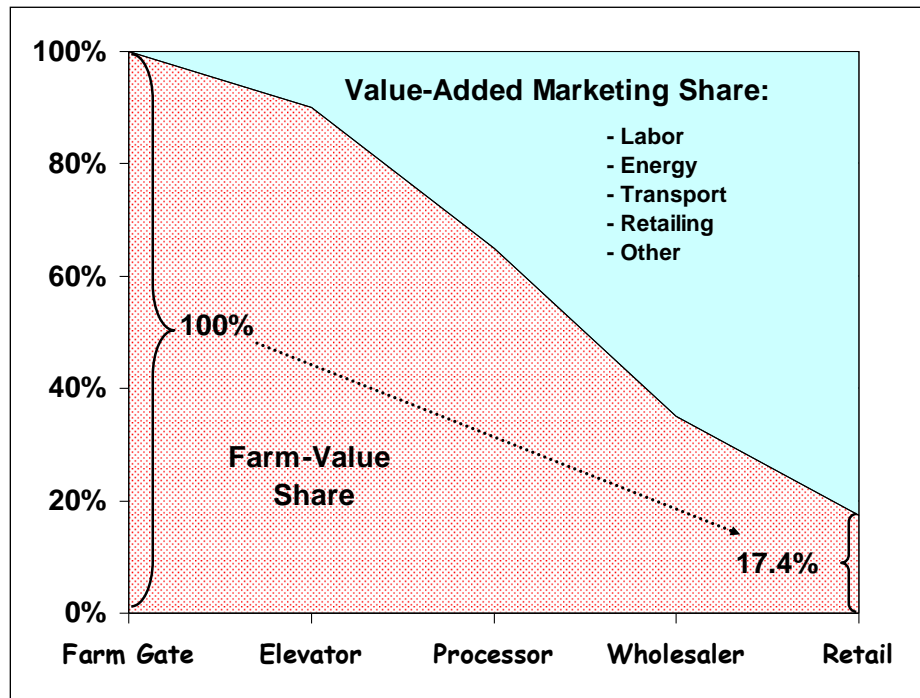 100%
80%
60%
40%
20%
0%
Value-Added Marketing Share:
- Labor
- Energy
- Transport
- Retailing
- Other
100%
Farm-Value
Share
17.4%
Farm Gate
Elevator
Processor
Wholesaler
Retail